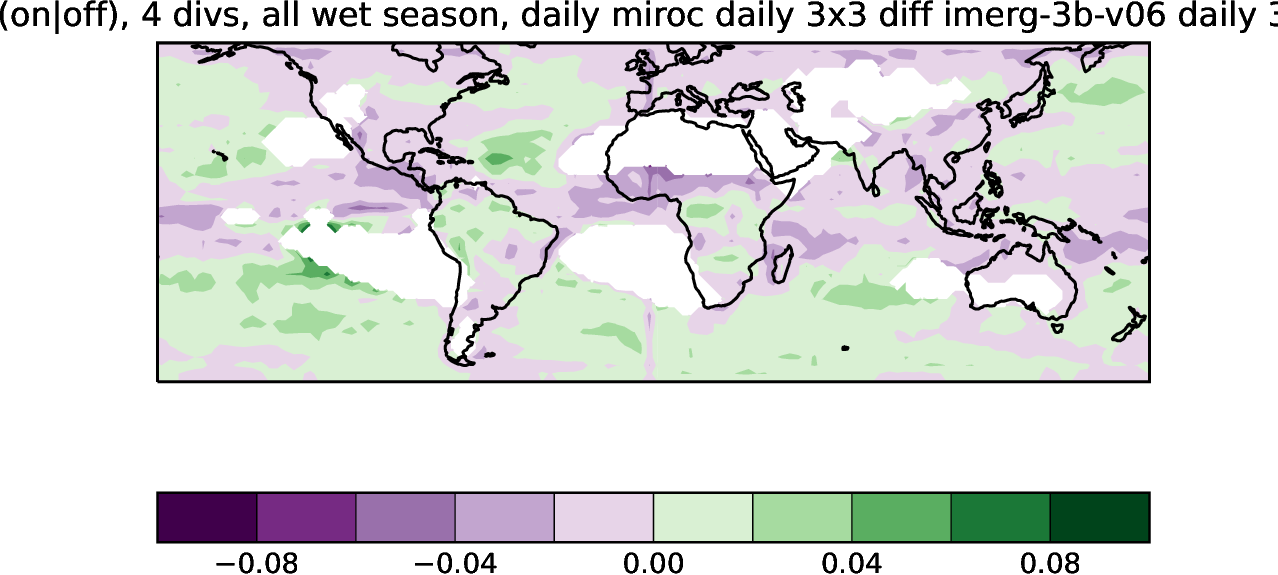 (on|off), 4 divs, all wet season, daily miroc daily 3x3 diff imerg-3b-v06 daily
−0.08 −0.04 0.00 0.04 0.08